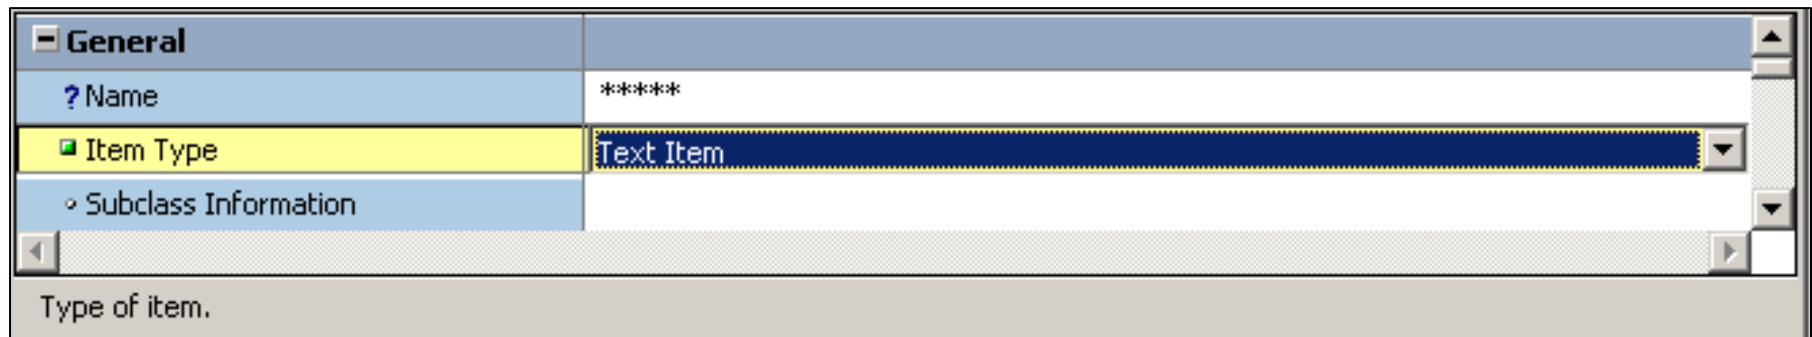 General
? Name *****
Item Type Text Item
Subclass Information
Type of item.